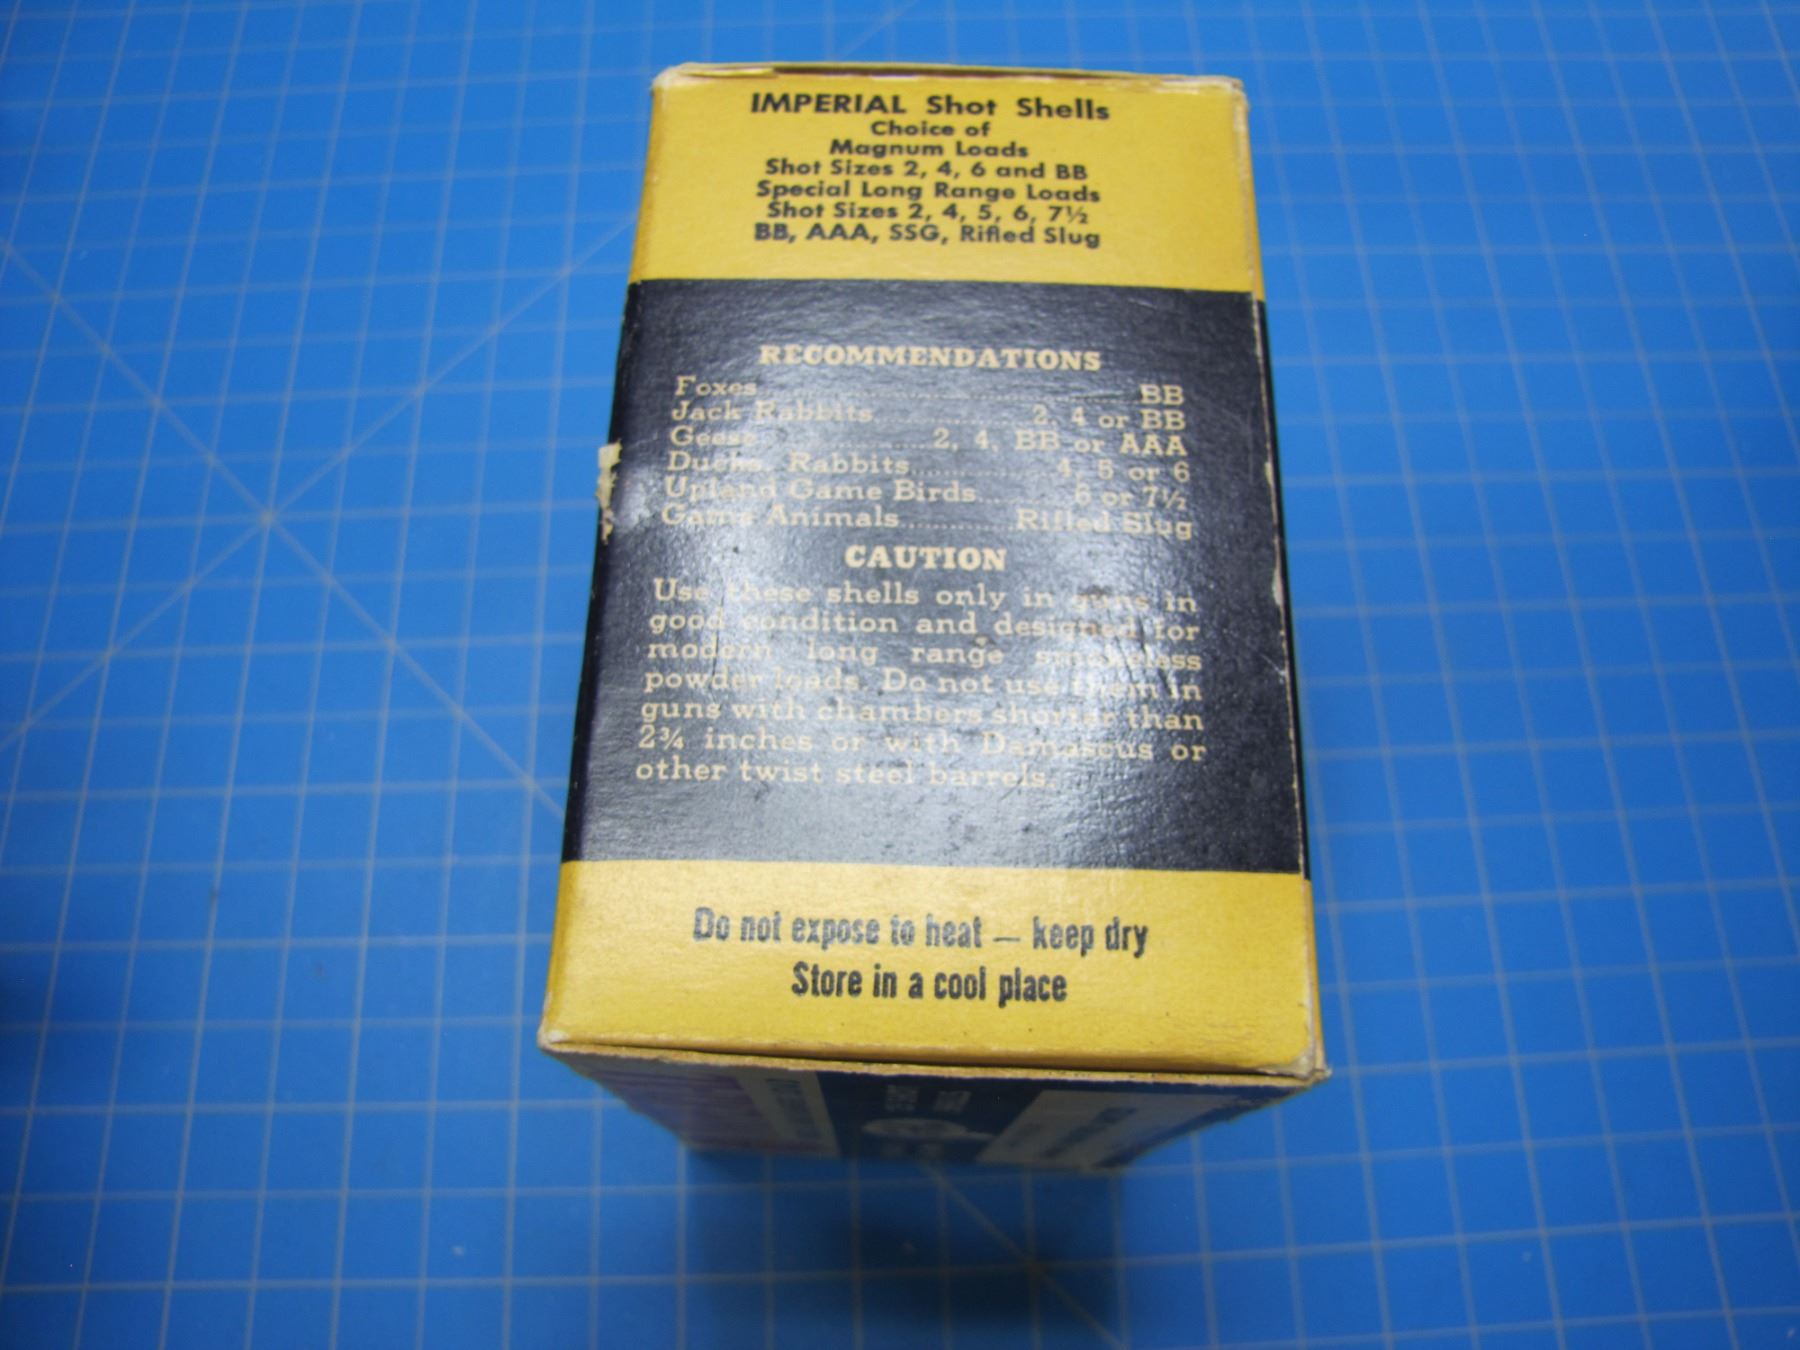 IMPERIAL Shot Shells
Choice of
Magnum Loads
Shot Sizes 2, 4, 6 and BB
Special Long Range Loads
Shot Sizes 2, 4, 5, 6, 7½
BB, AAA, SSG, Rifled Slug
RECOMMENDATIONS
Foxes BB
Jack Rabbits 2, 4 or BB
Geese 2, 4, BB or AAA
Ducks, Rabbits 4, 5 or 6
Upland Game Birds 6 or 7½
Game Animals Rifled Slug
CAUTION
Use these shells only in guns in
good condition and designed for
modern long range smokeless
powder loads. Do not use them in
guns with chambers shorter than
2¾ inches or with Damascus or
other twist steel barrels.
Do not expose to heat — keep dry
Store in a cool place